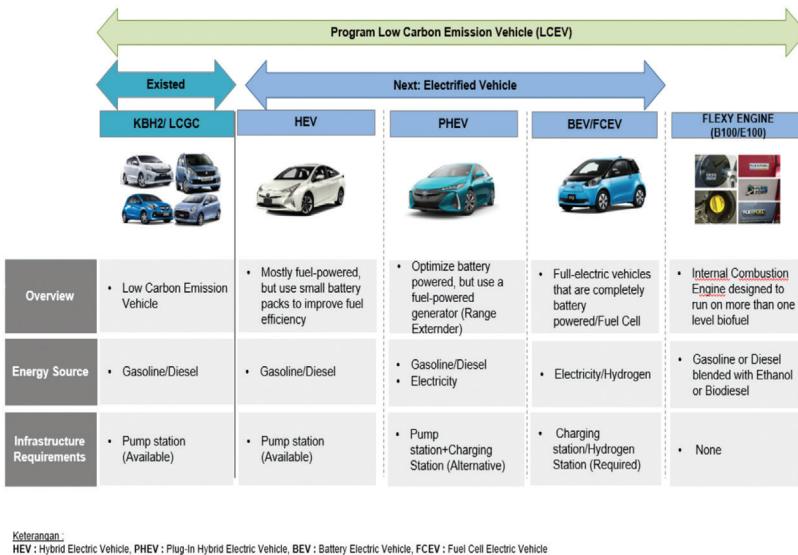 Program Low Carbon Emission Vehicle (LCEV)
Existed
Next: Electrified Vehicle
KBH2/ LCGC
HEV
PHEV
BEV/FCEV
FLEXY ENGINE
(B100/E100)
Overview
• Low Carbon Emission
Vehicle
• Mostly fuel-powered,
but use small battery
packs to improve fuel
efficiency
• Optimize battery
powered, but use a
fuel-powered
generator (Range
Externder)
• Full-electric vehicles
that are completely
battery
powered/Fuel Cell
• Internal Combustion
Engine designed to
run on more than one
level biofuel
Energy Source
• Gasoline/Diesel
• Gasoline/Diesel
• Gasoline/Diesel
• Electricity
• Electricity/Hydrogen
• Gasoline or Diesel
blended with Ethanol
or Biodiesel
Infrastructure
Requirements
• Pump station
(Available)
• Pump station
(Available)
• Pump
station+Charging
Station (Alternative)
• Charging
station/Hydrogen
Station (Required)
• None
Keterangan :
HEV : Hybrid Electric Vehicle, PHEV : Plug-In Hybrid Electric Vehicle, BEV : Battery Electric Vehicle, FCEV : Fuel Cell Electric Vehicle